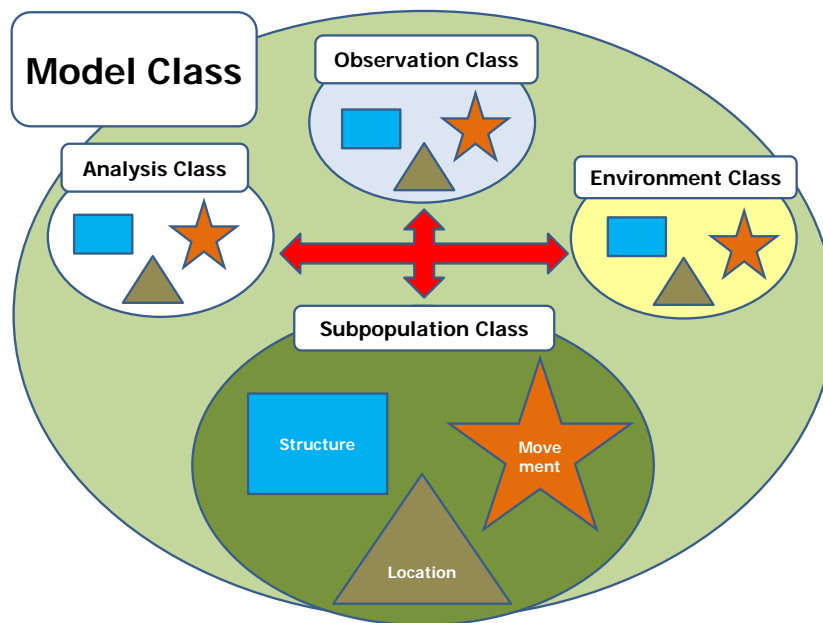 Model Class
Observation Class
Analysis Class
Environment Class
Subpopulation Class
Structure
Move
ment
Location